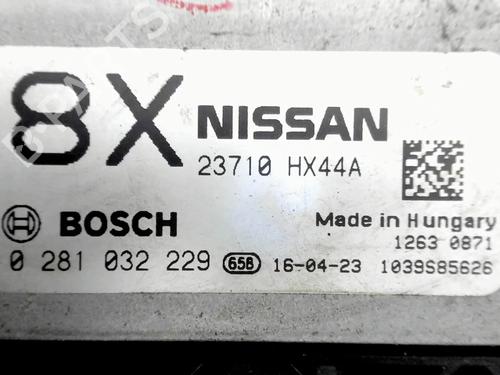 8X NISSAN
23710 HX44A
BOSCH Made in Hungary
1263 0871
0 281 032 229 658 16-04-23 1039S85626